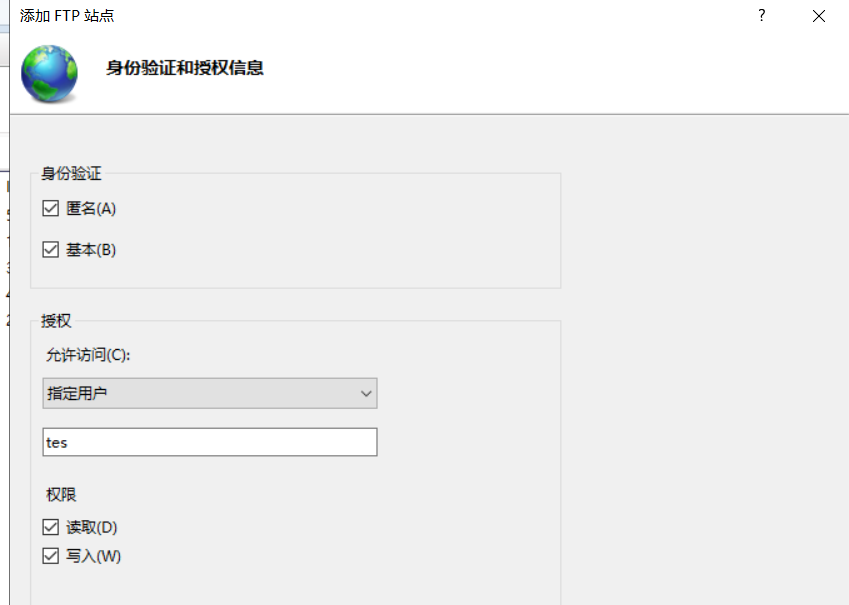 添加 FTP 站点
?
身份验证和授权信息
身份验证
匿名(A)
基本(B)
授权
允许访问(C):
指定用户
tes
权限
读取(D)
写入(W)